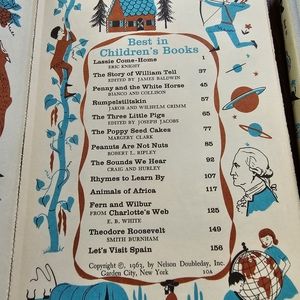 Best in
Children's Books
Lassie Come-Home 1
ERIC KNIGHT
The Story of William Tell 37
EDITED BY JAMES BALDWIN
Penny and the White Horse 45
BIANCO AND COLLISON
Rumpelstiltskin 57
JAKOB AND WILHELM GRIMM
The Three Little Pigs 65
EDITED BY JOSEPH JACOBS
The Poppy Seed Cakes 77
MARGERY CLARK
Peanuts Are Not Nuts 85
ROBERT L. RIPLEY
The Sounds We Hear 92
CRAIG AND HURLEY
Rhymes to Learn By 107
Animals of Africa 117
Fern and Wilbur
FROM Charlotte's Web 125
E. B. WHITE
Theodore Roosevelt 149
SMITH BURNHAM
Let's Visit Spain 156
Copyright ©, 1963, by Nelson Doubleday, Inc.
Garden City, New York 10A